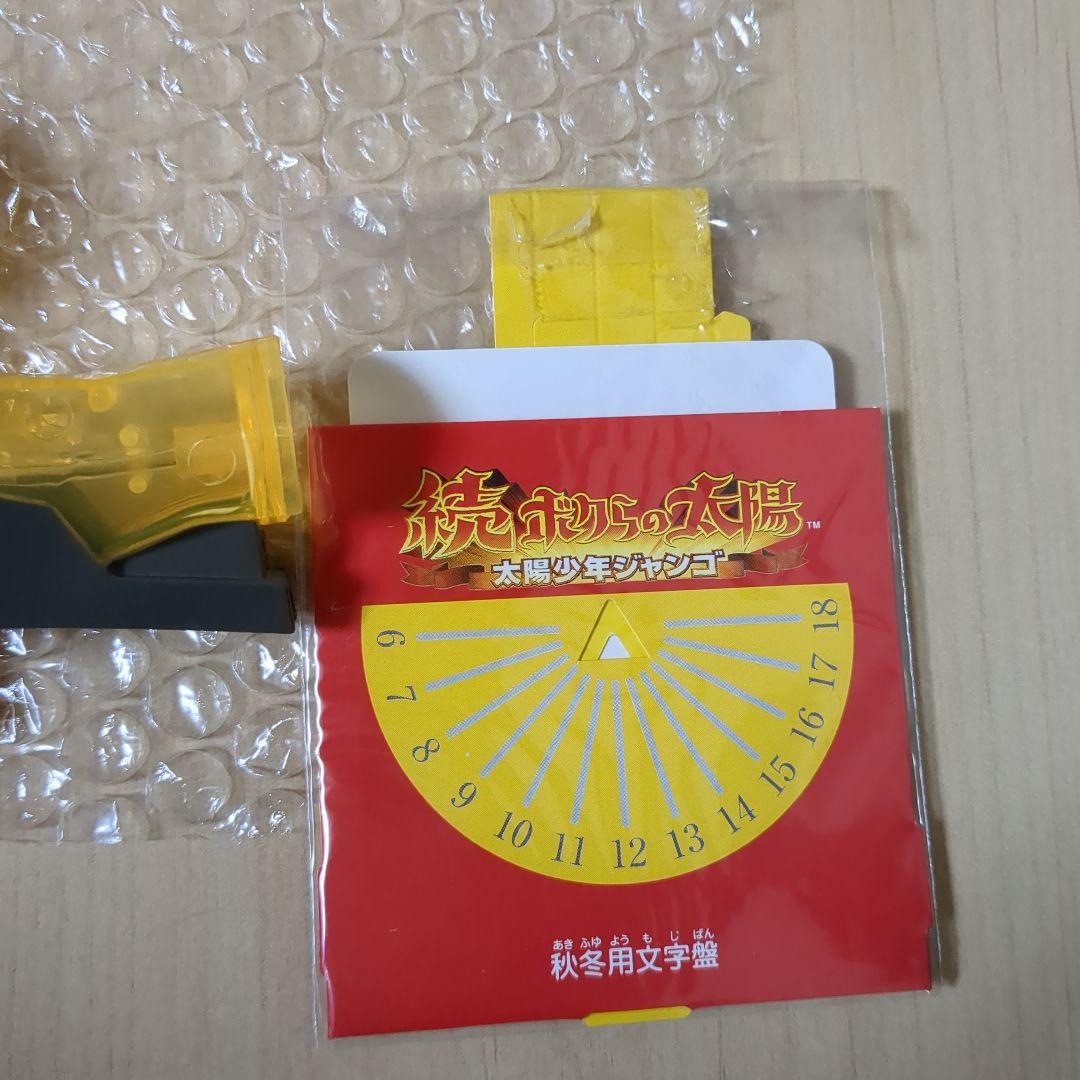 続ボクらの太陽™
太陽少年ジャンゴ
6 7 8 9 10 11 12 13 14 15 16 17 18
あき ふゆ よう も じ ばん
秋冬用文字盤